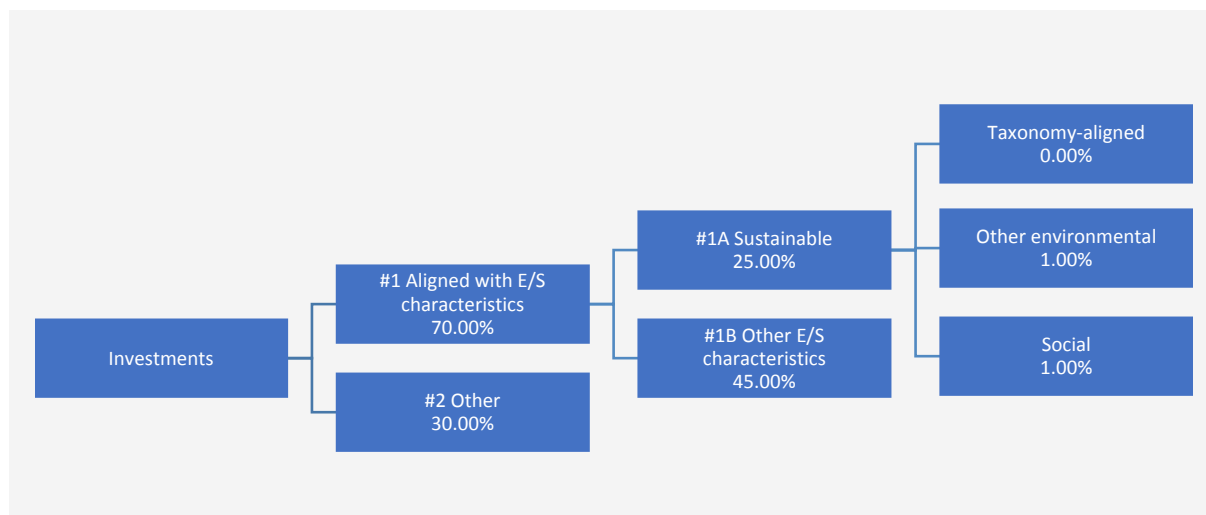 Investments
#1 Aligned with E/S
characteristics
70.00%
#2 Other
30.00%
#1A Sustainable
25.00%
#1B Other E/S
characteristics
45.00%
Taxonomy-aligned
0.00%
Other environmental
1.00%
Social
1.00%